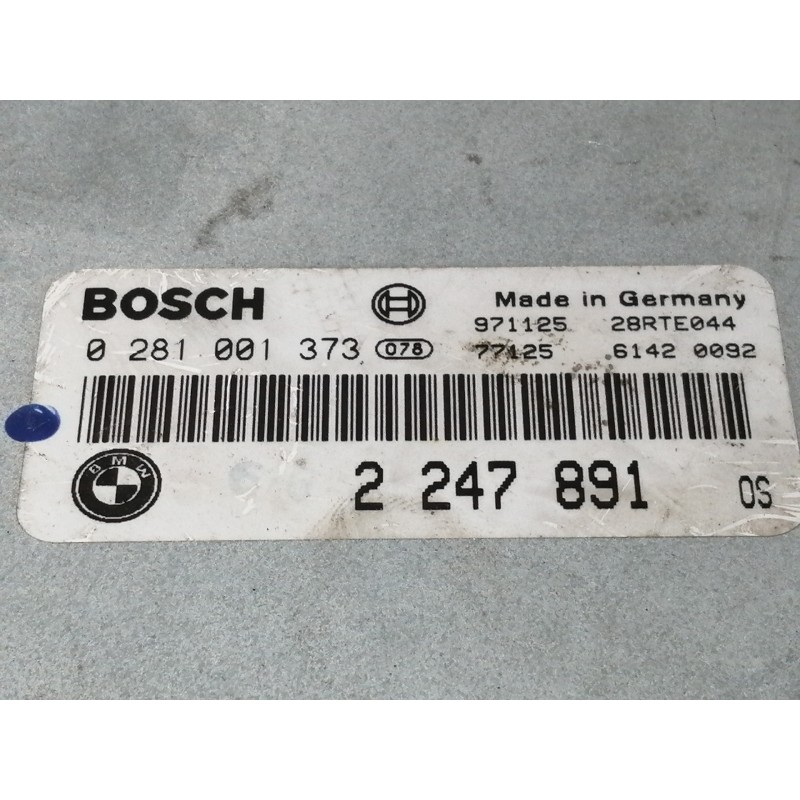 BOSCH Made in Germany
971125 28RTE044
0 281 001 373 078 77125 6142 0092
BMW 2 247 891 OS